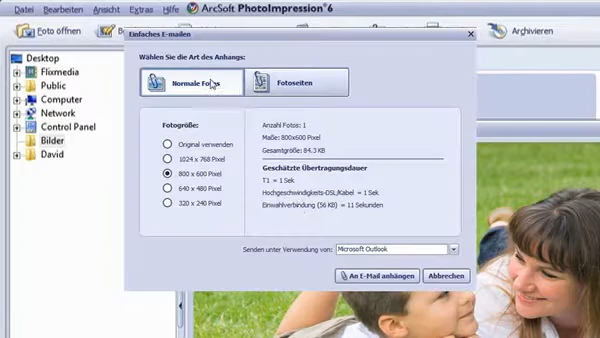 Datei Bearbeiten Ansicht Extras Hilfe ArcSoft PhotoImpression® 6
Einfaches E-mailen
Foto öffnen
Archivieren
Desktop
Flixmedia
Public
Computer
Network
Control Panel
Bilder
David
Wählen Sie die Art des Anhangs:
Normale Fotos
Fotoseiten
Fotogröße:
Original verwenden
1024 x 768 Pixel
800 x 600 Pixel
640 x 480 Pixel
320 x 240 Pixel
Anzahl Fotos: 1
Maße: 800x600 Pixel
Gesamtgröße: 84.3 KB
Geschätzte Übertragungsdauer
T1 = 1 Sek
Hochgeschwindigkeits-DSL/Kabel = 1 Sek
Einwahlverbindung (56 KB) = 11 Sekunden
Senden unter Verwendung von: Microsoft Outlook
An E-Mail anhängen
Abbrechen